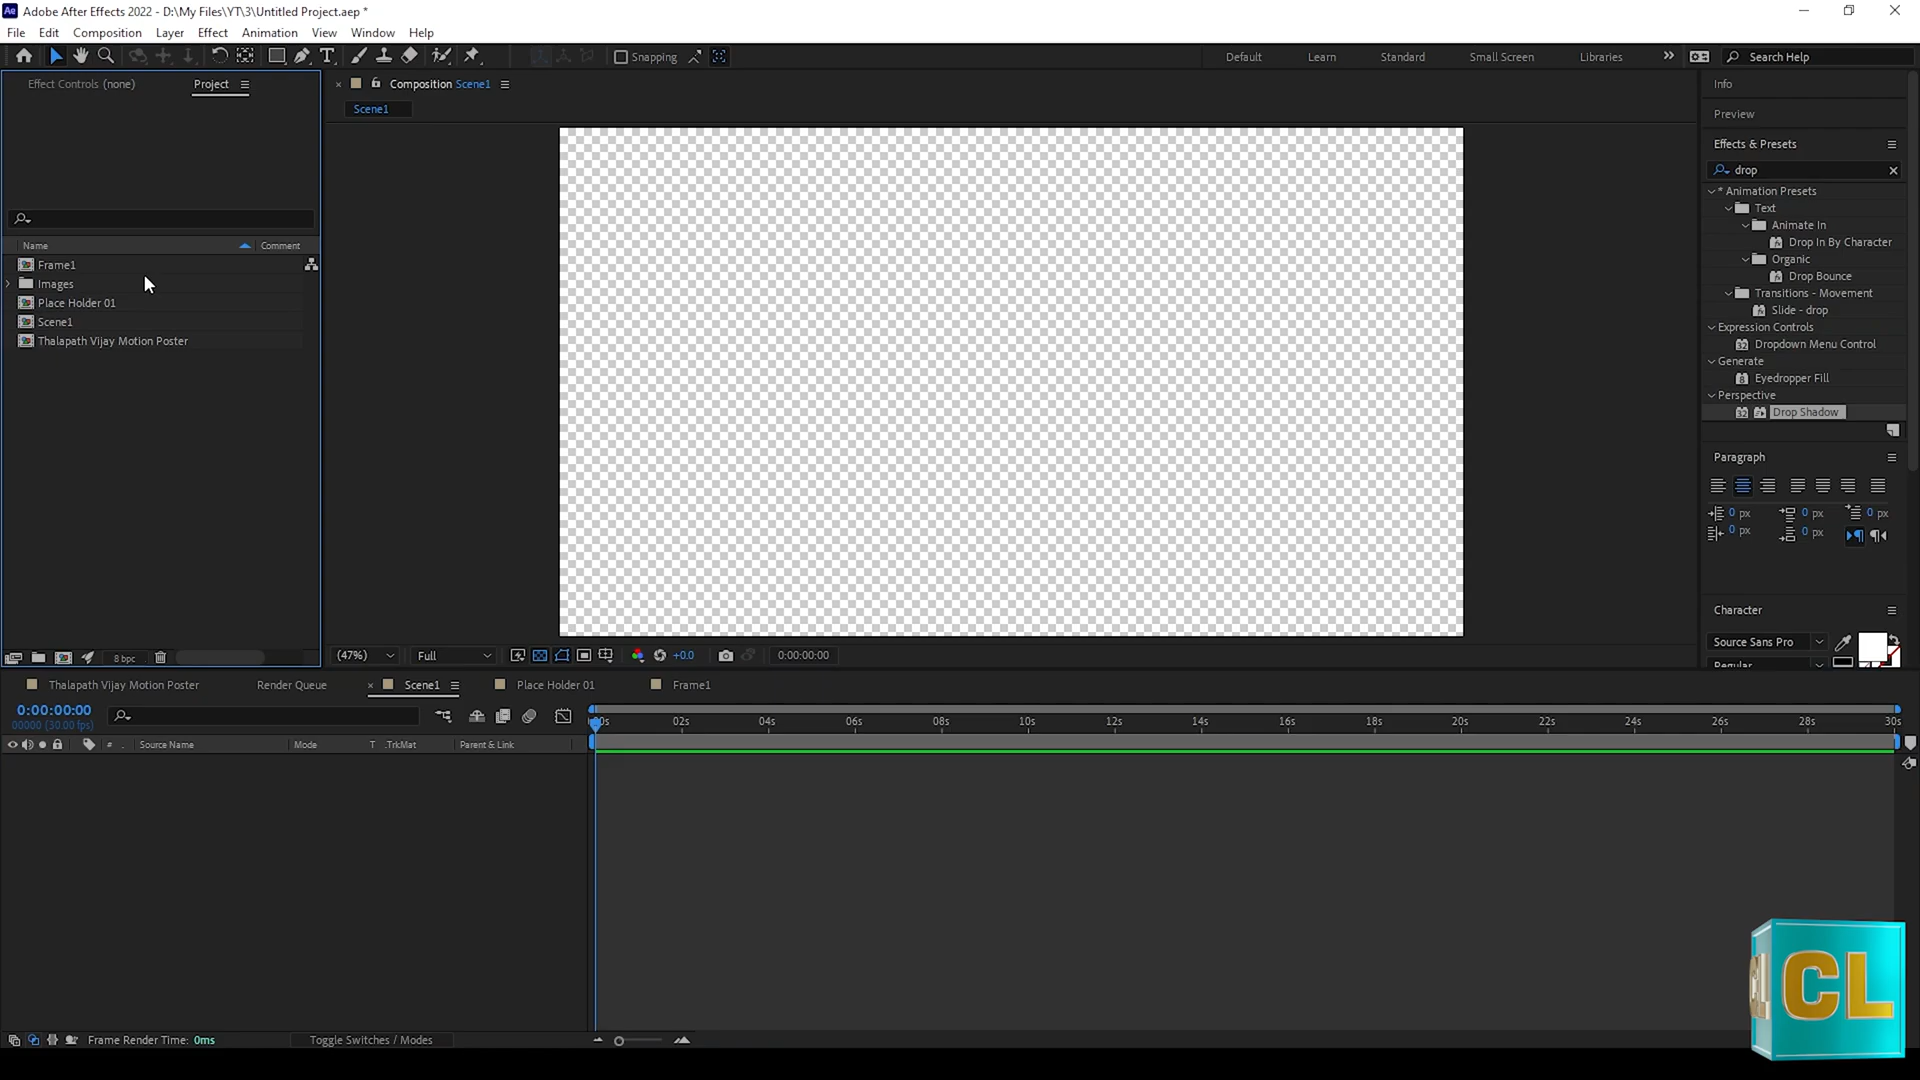 Adobe After Effects 2022 - D:\My Files\YT\3\Untitled Project.aep *
File Edit Composition Layer Effect Animation View Window Help
Snapping
Default Learn Standard Small Screen Libraries Search Help
Effect Controls (none) Project
Name Comment
Frame1
Images
Place Holder 01
Scene1
Thalapath Vijay Motion Poster
8 bpc
Composition Scene1
Scene1
(47%) Full +0.0 0:00:00:00
Info
Preview
Effects & Presets
drop
* Animation Presets
Text
Animate In
Drop In By Character
Organic
Drop Bounce
Transitions - Movement
Slide - drop
Expression Controls
Dropdown Menu Control
Generate
Eyedropper Fill
Perspective
Drop Shadow
Paragraph
0 px 0 px 0 px
0 px 0 px
Character
Source Sans Pro
Regular
Thalapath Vijay Motion Poster Render Queue Scene1 Place Holder 01 Frame1
0:00:00:00
00000 (30.00 fps)
02s 04s 06s 08s 10s 12s 14s 16s 18s 20s 22s 24s 26s 28s 30s
# Source Name Mode T .TrkMat Parent & Link
Frame Render Time: 0ms Toggle Switches / Modes
CL